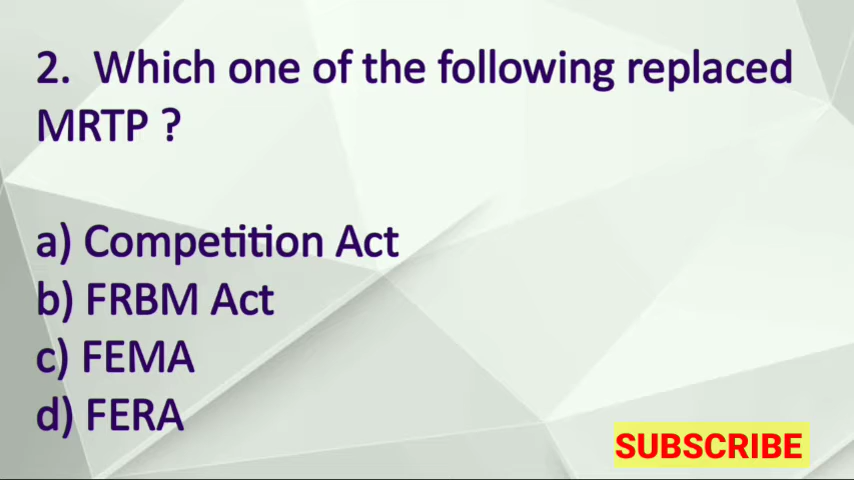 2. Which one of the following replaced
MRTP ?
a) Competition Act
b) FRBM Act
c) FEMA
d) FERA
SUBSCRIBE